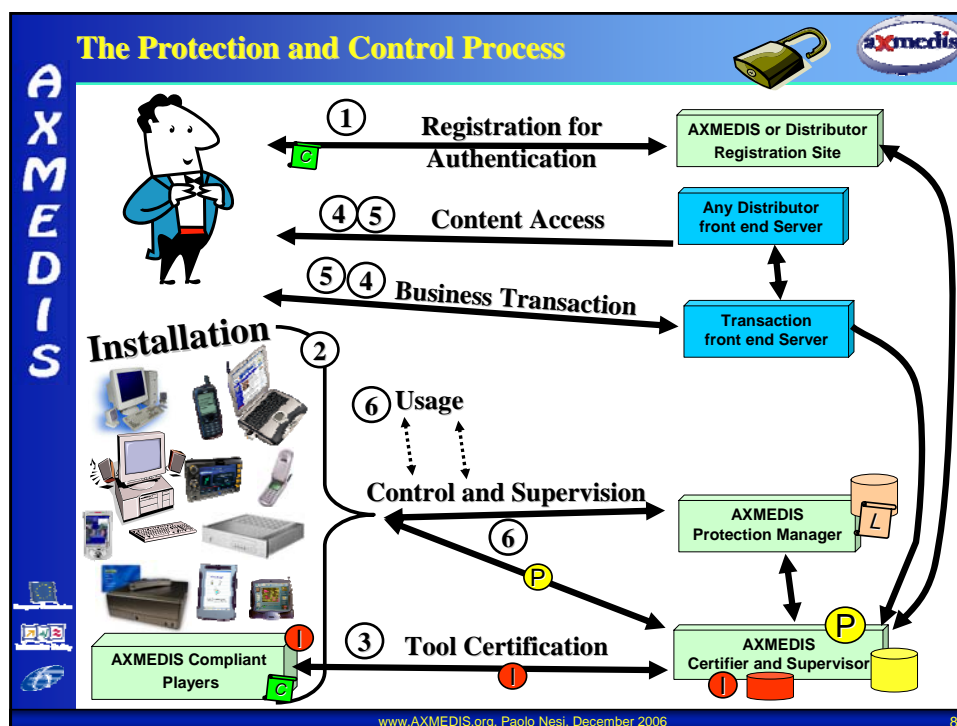 The Protection and Control Process
axmedis
AXMEDIS
1
Registration for
Authentication
C
AXMEDIS or Distributor
Registration Site
4 5
Content Access
Any Distributor
front end Server
5 4
Business Transaction
Transaction
front end Server
Installation
2
6
Usage
Control and Supervision
AXMEDIS
Protection Manager
L
6
P
3
Tool Certification
I
AXMEDIS Compliant
Players
I
C
P
AXMEDIS
Certifier and Supervisor
I
www.AXMEDIS.org, Paolo Nesi, December 2006
8